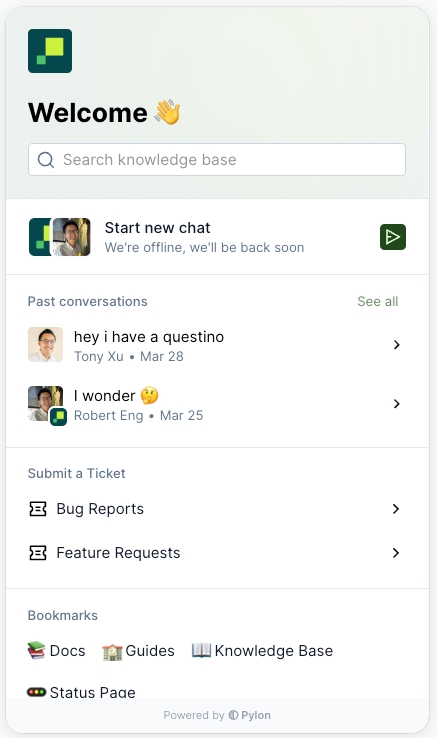 Welcome 👋
Search knowledge base
Start new chat
We're offline, we'll be back soon
Past conversations See all
hey i have a questino
Tony Xu • Mar 28
I wonder 🤔
Robert Eng • Mar 25
Submit a Ticket
Bug Reports
Feature Requests
Bookmarks
📚 Docs 🏫 Guides 📖 Knowledge Base
🚥 Status Page
Powered by Pylon